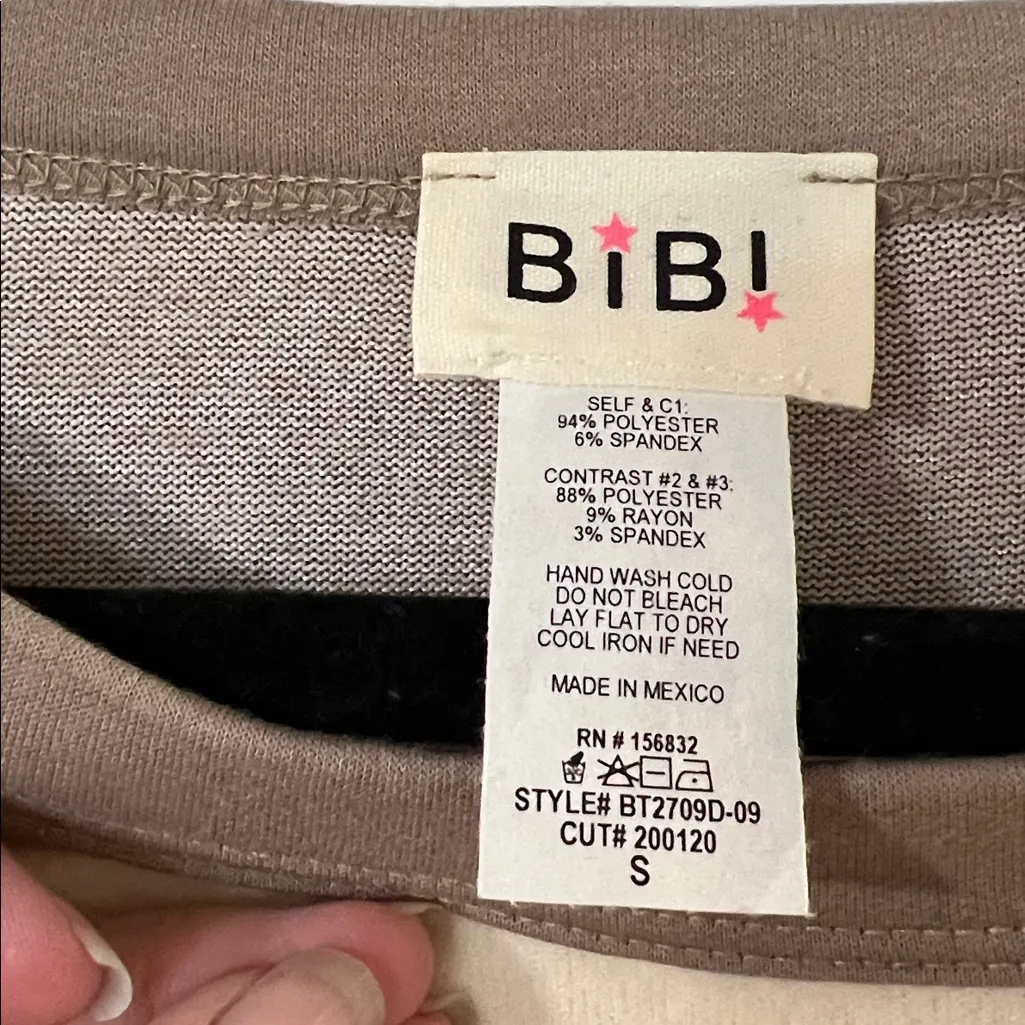 BiB!
SELF & C1:
94% POLYESTER
6% SPANDEX
CONTRAST #2 & #3:
88% POLYESTER
9% RAYON
3% SPANDEX
HAND WASH COLD
DO NOT BLEACH
LAY FLAT TO DRY
COOL IRON IF NEED
MADE IN MEXICO
RN # 156832
STYLE# BT2709D-09
CUT# 200120
S